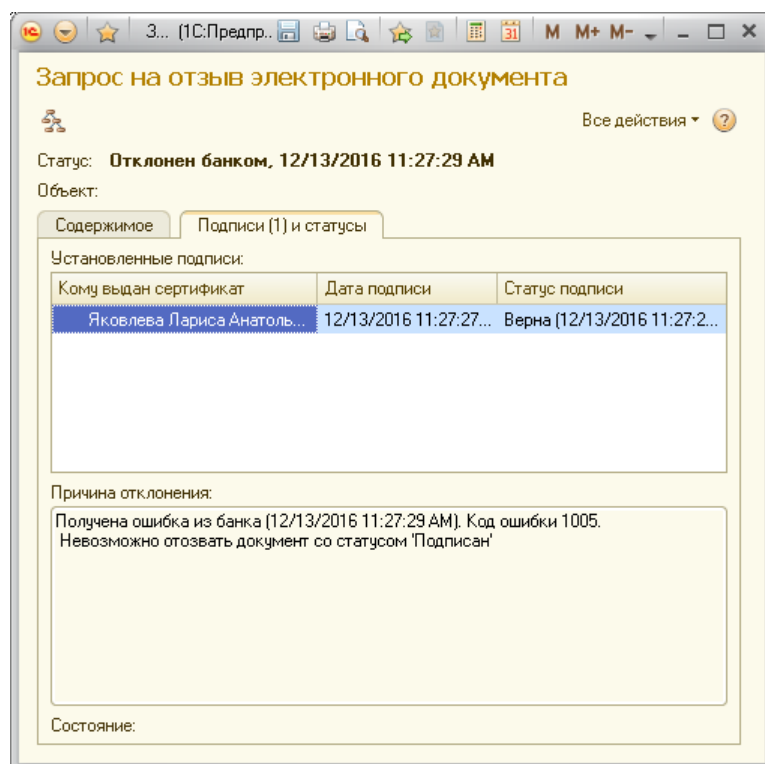 З... (1С:Предпр.. 31 M M+ M-
Запрос на отзыв электронного документа
Все действия ?
Статус: Отклонен банком, 12/13/2016 11:27:29 AM
Объект:
Содержимое Подписи (1) и статусы
Установленные подписи:
Кому выдан сертификат Дата подписи Статус подписи
Яковлева Лариса Анатоль... 12/13/2016 11:27:27... Верна (12/13/2016 11:27:2...
Причина отклонения:
Получена ошибка из банка (12/13/2016 11:27:29 AM). Код ошибки 1005.
Невозможно отозвать документ со статусом 'Подписан'
Состояние: